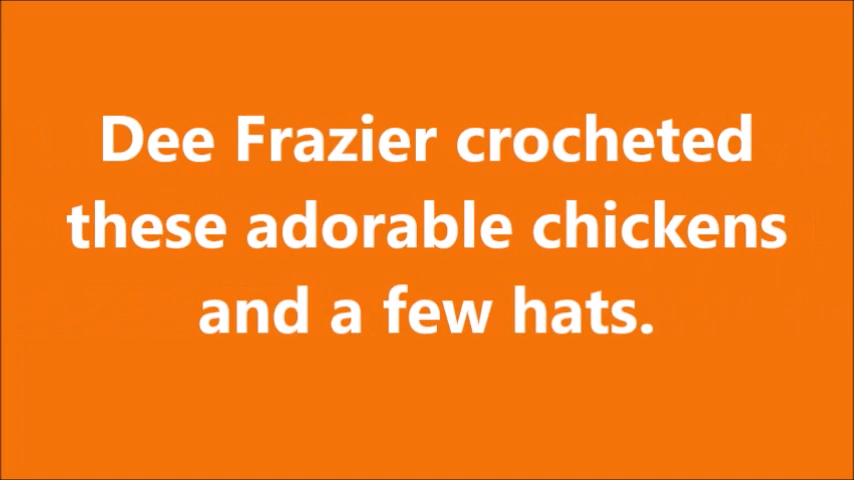 Dee Frazier crocheted
these adorable chickens
and a few hats.